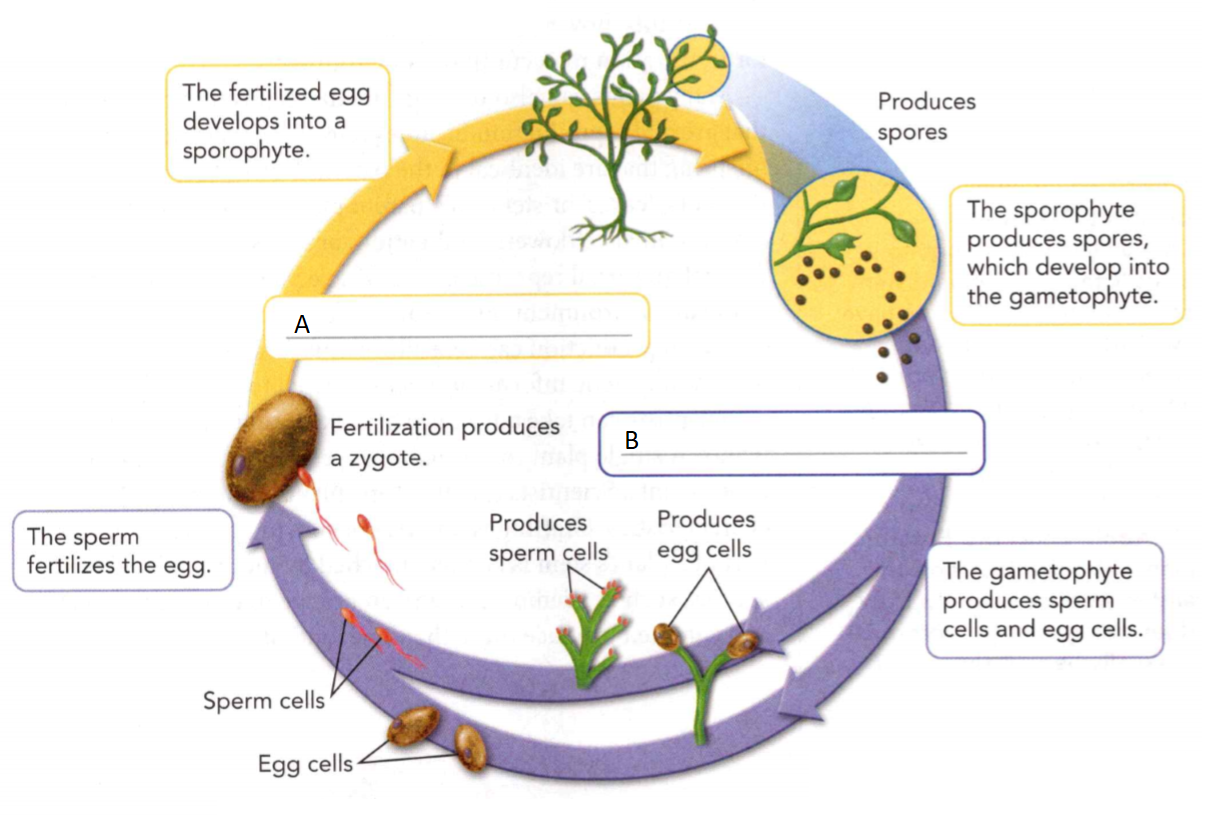 The fertilized egg
develops into a
sporophyte.
Produces
spores
The sporophyte
produces spores,
which develop into
the gametophyte.
A
B
Fertilization produces
a zygote.
The sperm
fertilizes the egg.
Produces
sperm cells
Produces
egg cells
The gametophyte
produces sperm
cells and egg cells.
Sperm cells
Egg cells